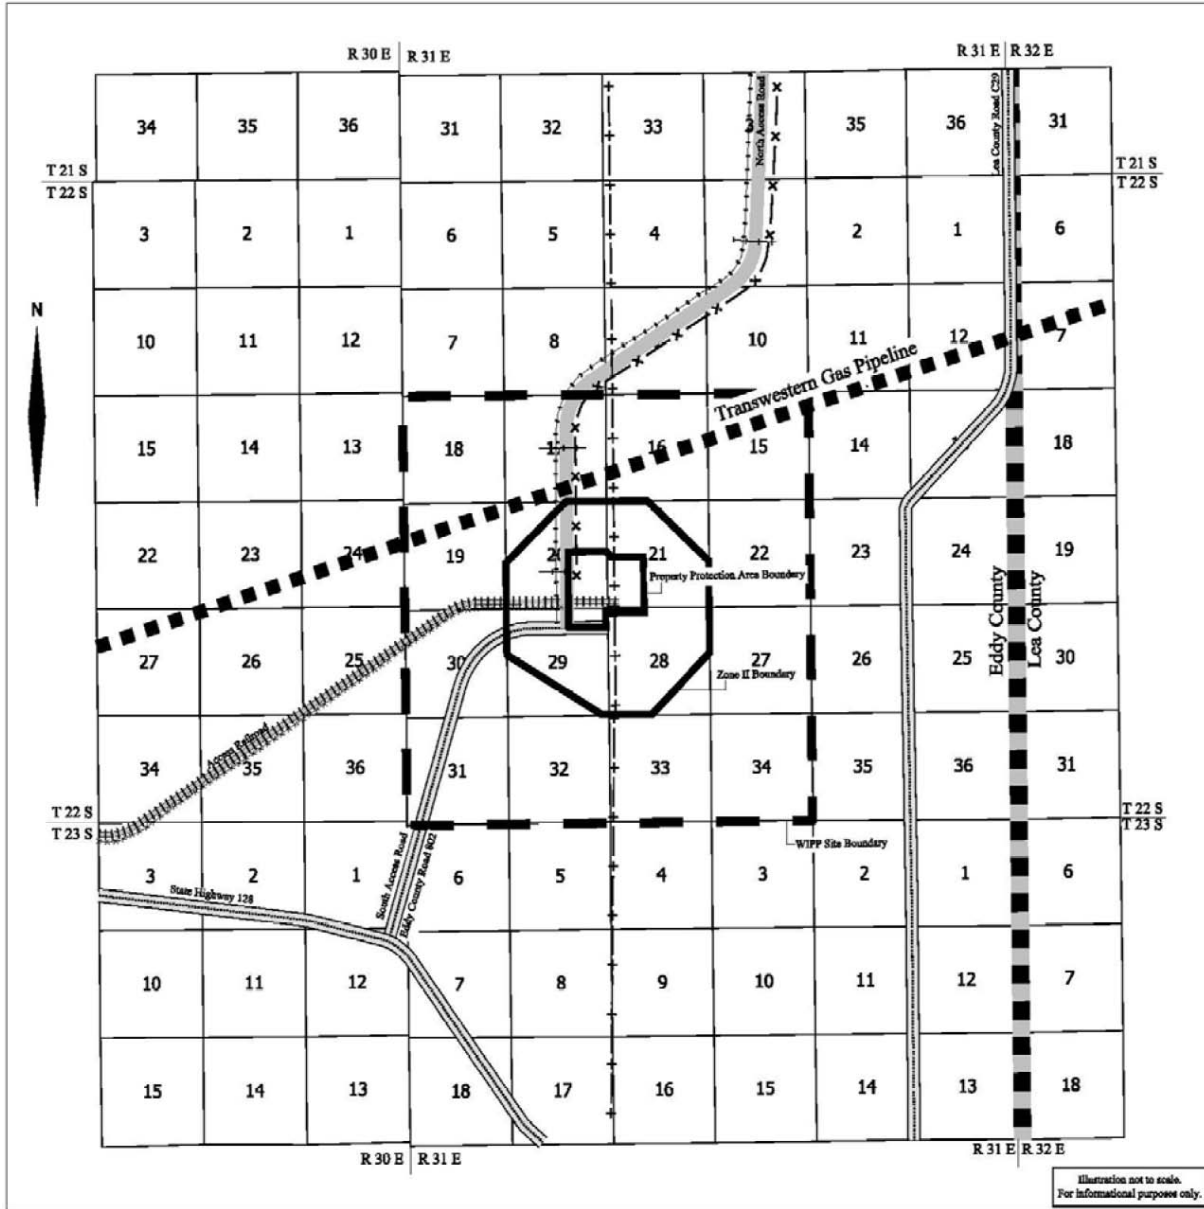 R 30 E R 31 E R 31 E R 32 E
34 35 36 31 32 33 35 36 31
North Access Road
Lea County Road C29
T 21 S T 21 S
T 22 S T 22 S
3 2 1 6 5 4 2 1 6
N
10 11 12 7 8 10 11 12 7
Transwestern Gas Pipeline
15 14 13 18 16 15 14 18
22 23 24 19 20 21 22 23 24 19
Property Protection Area Boundary
Eddy County
Lea County
27 26 25 30 29 28 27 26 25 30
Zone II Boundary
Access Railroad
34 35 36 31 32 33 34 35 36 31
T 22 S T 22 S
T 23 S T 23 S
WIPP Site Boundary
South Access Road
Eddy County Road 802
3 2 1 6 5 4 3 2 1 6
State Highway 128
10 11 12 7 8 9 10 11 12 7
15 14 13 18 17 16 15 14 13 18
R 30 E R 31 E R 31 E R 32 E
Illustration not to scale.
For informational purposes only.